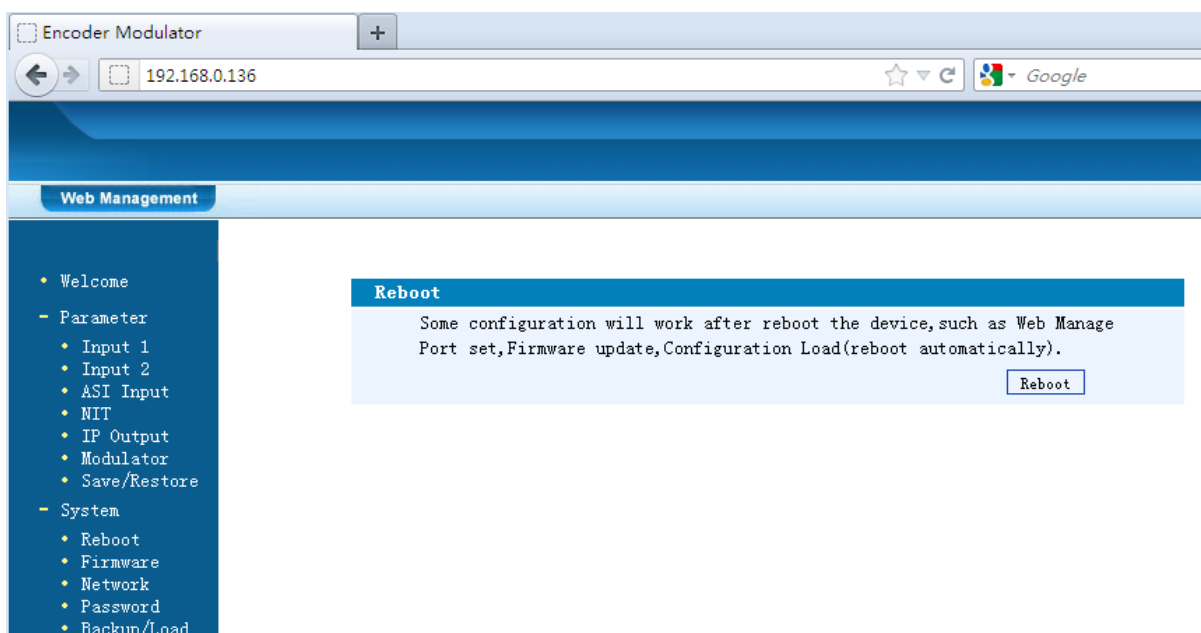 Encoder Modulator
192.168.0.136
Google
Web Management
Welcome
Parameter
Input 1
Input 2
ASI Input
NIT
IP Output
Modulator
Save/Restore
System
Reboot
Firmware
Network
Password
Backup/Load
Reboot
Some configuration will work after reboot the device,such as Web Manage
Port set,Firmware update,Configuration Load(reboot automatically).
Reboot